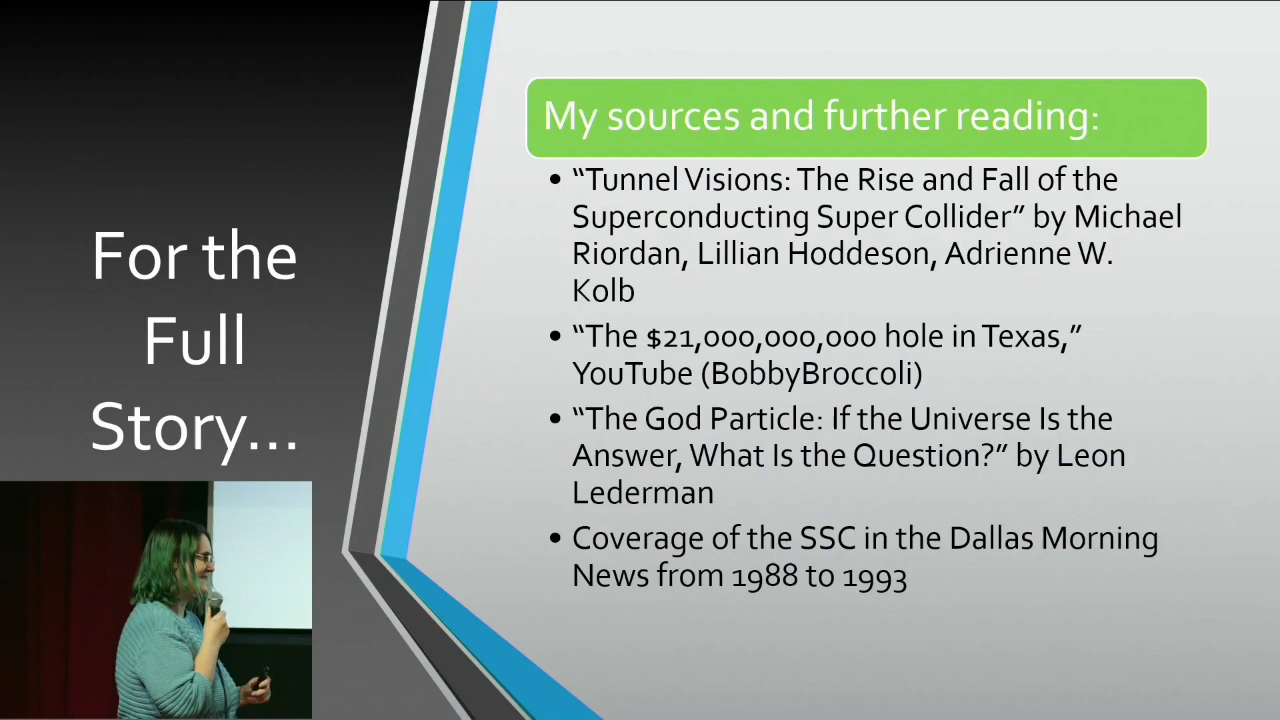 For the
Full
Story...
My sources and further reading:
• “Tunnel Visions: The Rise and Fall of the
Superconducting Super Collider” by Michael
Riordan, Lillian Hoddeson, Adrienne W.
Kolb
• “The $21,000,000,000 hole in Texas,”
YouTube (BobbyBroccoli)
• “The God Particle: If the Universe Is the
Answer, What Is the Question?” by Leon
Lederman
• Coverage of the SSC in the Dallas Morning
News from 1988 to 1993